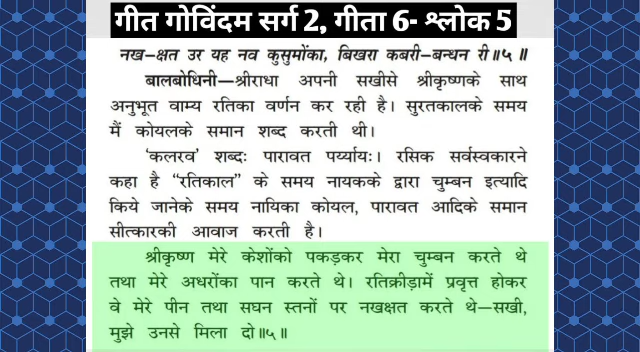 गीत गोविंदम सर्ग 2, गीता 6- श्लोक 5
नख-क्षत उर यह नव कुसुमोंका, बिखरा कबरी-बन्धन री॥५॥
बालबोधिनी—श्रीराधा अपनी सखीसे श्रीकृष्णके साथ
अनुभूत वाम्य रतिका वर्णन कर रही है। सुरतकालके समय
मैं कोयलके समान शब्द करती थी।
‘कलरव’ शब्दः पारावत पर्य्यायः। रसिक सर्वस्वकारने
कहा है “रतिकाल” के समय नायकके द्वारा चुम्बन इत्यादि
किये जानेके समय नायिका कोयल, पारावत आदिके समान
सीत्कारकी आवाज करती है।
श्रीकृष्ण मेरे केशोंको पकड़कर मेरा चुम्बन करते थे
तथा मेरे अधरोंका पान करते थे। रतिक्रीड़ामें प्रवृत्त होकर
वे मेरे पीन तथा सघन स्तनों पर नखक्षत करते थे—सखी,
मुझे उनसे मिला दो॥५॥